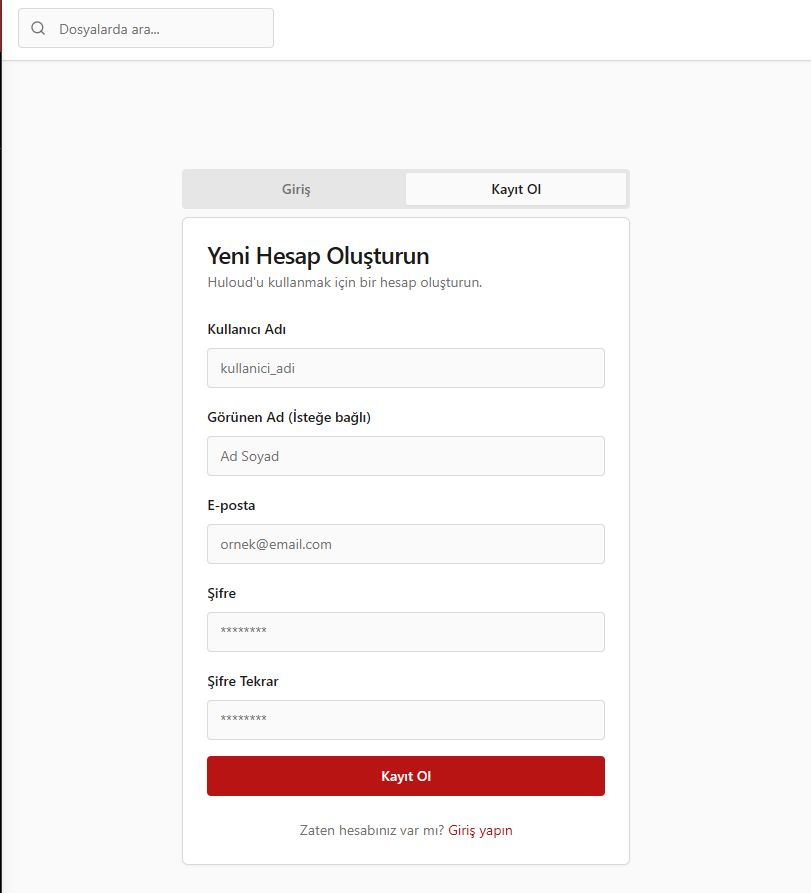 Dosyalarda ara...
Giriş
Kayıt Ol
Yeni Hesap Oluşturun
Huloud'u kullanmak için bir hesap oluşturun.
Kullanıcı Adı
kullanici_adi
Görünen Ad (İsteğe bağlı)
Ad Soyad
E-posta
ornek@email.com
Şifre
********
Şifre Tekrar
********
Kayıt Ol
Zaten hesabınız var mı? Giriş yapın